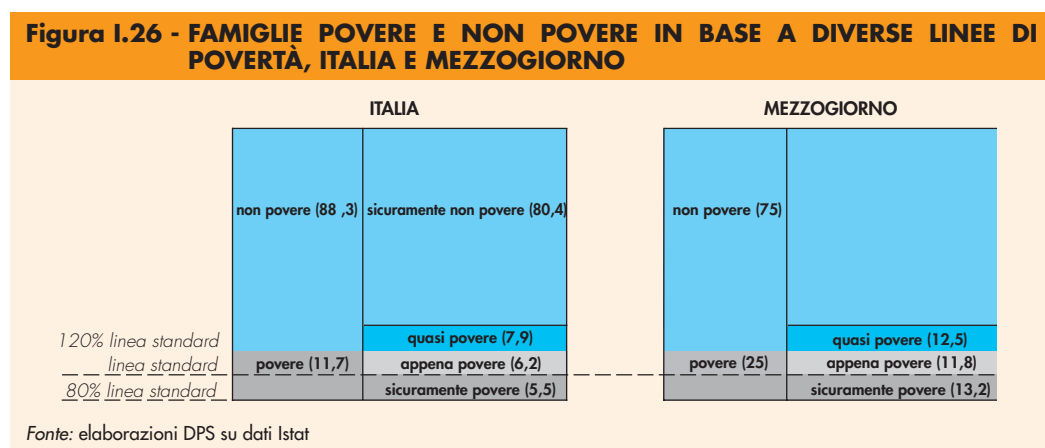 Figura I.26 - FAMIGLIE POVERE E NON POVERE IN BASE A DIVERSE LINEE DI
POVERTÀ, ITALIA E MEZZOGIORNO
ITALIA
MEZZOGIORNO
non povere (88 ,3)
sicuramente non povere (80,4)
non povere (75)
120% linea standard
quasi povere (7,9)
quasi povere (12,5)
linea standard
povere (11,7)
appena povere (6,2)
povere (25)
appena povere (11,8)
80% linea standard
sicuramente povere (5,5)
sicuramente povere (13,2)
Fonte: elaborazioni DPS su dati Istat